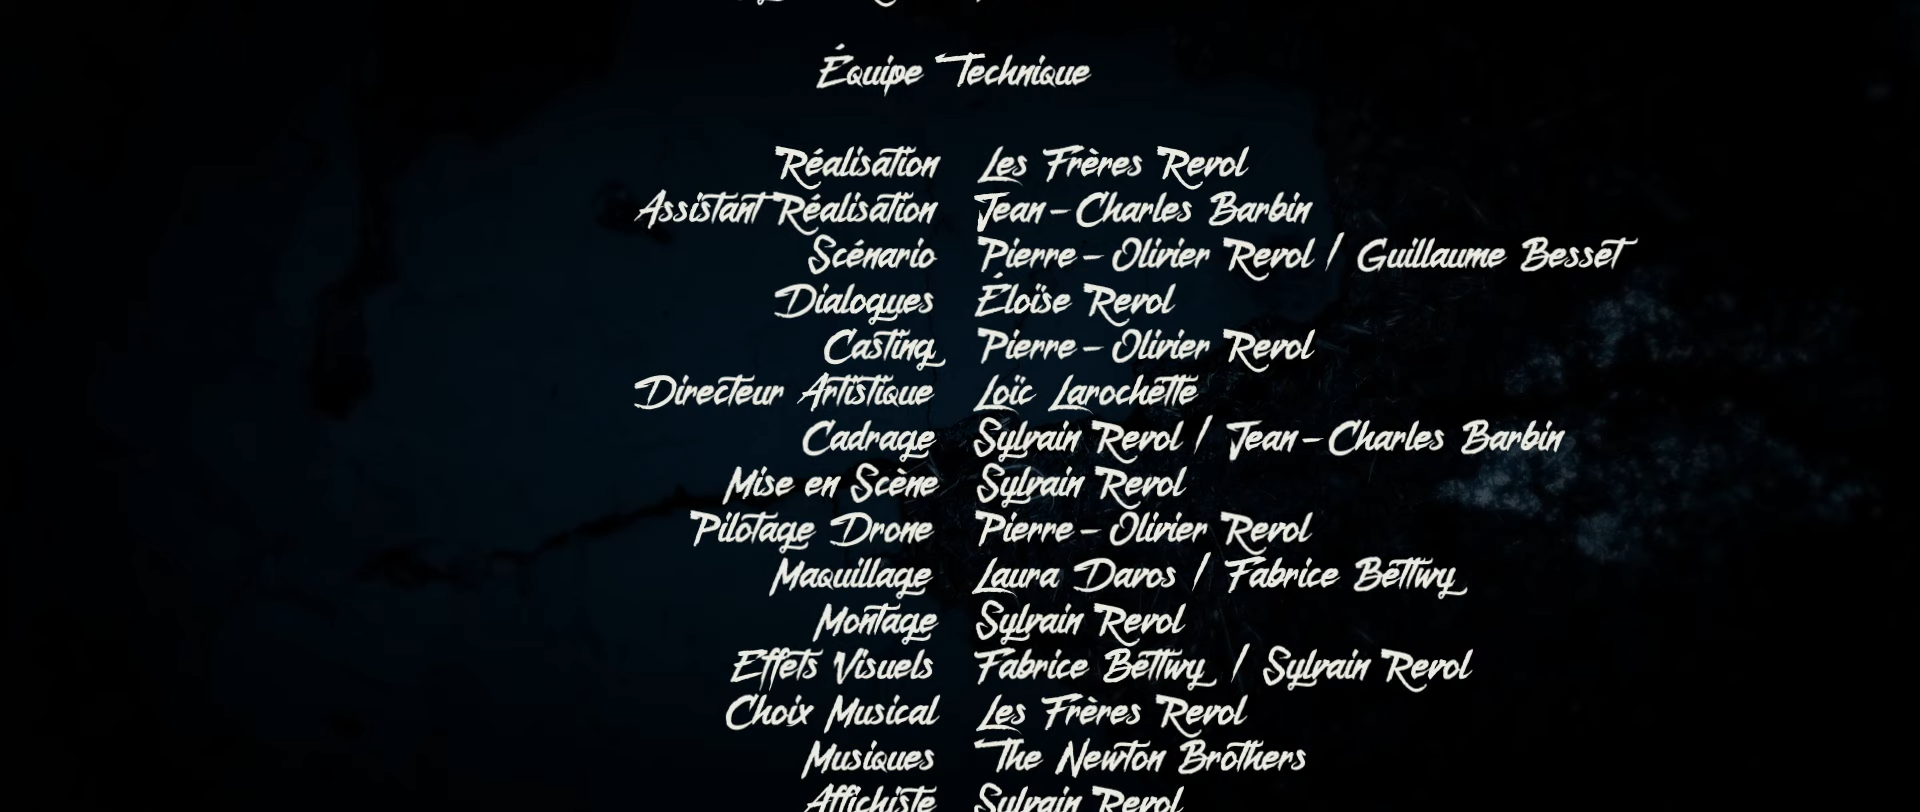 Équipe Technique
Réalisation Les Frères Revol
Assistant Réalisation Jean-Charles Barbin
Scénario Pierre-Olivier Revol / Guillaume Besset
Dialogues Éloïse Revol
Casting Pierre-Olivier Revol
Directeur Artistique Loïc Larochette
Cadrage Sylvain Revol / Jean-Charles Barbin
Mise en Scène Sylvain Revol
Pilotage Drone Pierre-Olivier Revol
Maquillage Laura Davos / Fabrice Bettwy
Montage Sylvain Revol
Effets Visuels Fabrice Bettwy / Sylvain Revol
Choix Musical Les Frères Revol
Musiques The Newton Brothers
Affichiste Sylvain Revol